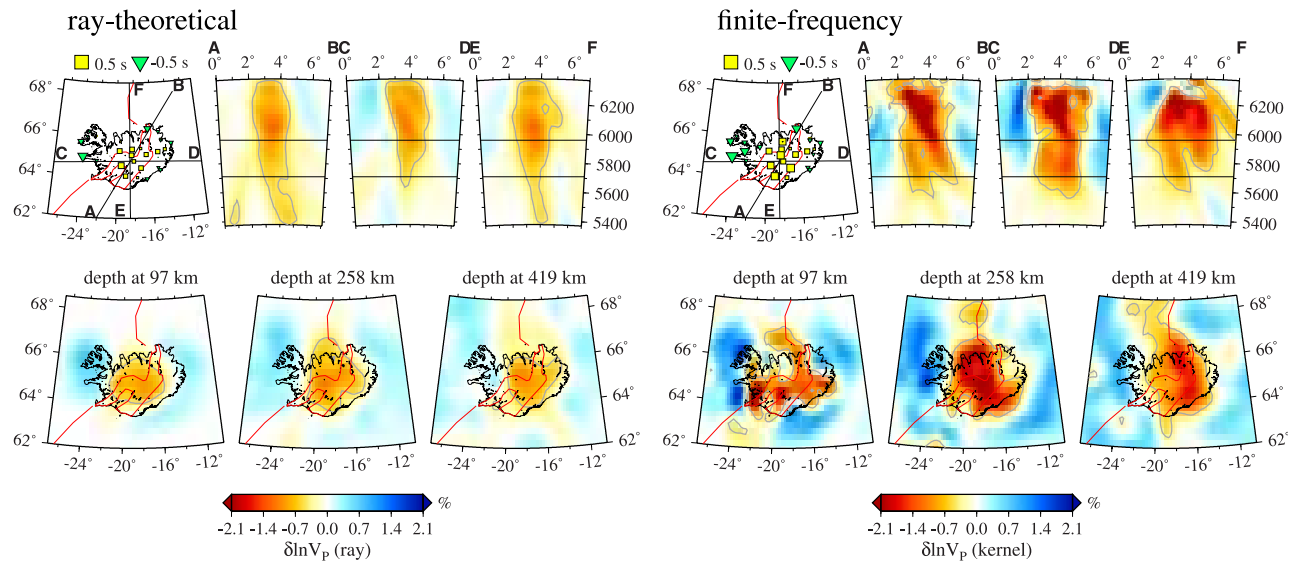 ray-theoretical
0.5 s -0.5 s
A B C D E F
0° 2° 4° 6° 0° 2° 4° 6° 0° 2° 4° 6°
68°
66°
64°
62°
F B
C D
A E
-24° -20° -16° -12°
6200
6000
5800
5600
5400
depth at 97 km depth at 258 km depth at 419 km
68° 68°
66° 66°
64° 64°
62° 62°
-24° -20° -16° -12° -24° -20° -16° -12° -24° -20° -16° -12°
%
-2.1 -1.4 -0.7 0.0 0.7 1.4 2.1
δlnVP (ray)
finite-frequency
0.5 s -0.5 s
A B C D E F
0° 2° 4° 6° 0° 2° 4° 6° 0° 2° 4° 6°
68°
66°
64°
62°
F B
C D
A E
-24° -20° -16° -12°
6200
6000
5800
5600
5400
depth at 97 km depth at 258 km depth at 419 km
68° 68°
66° 66°
64° 64°
62° 62°
-24° -20° -16° -12° -24° -20° -16° -12° -24° -20° -16° -12°
%
-2.1 -1.4 -0.7 0.0 0.7 1.4 2.1
δlnVP (kernel)